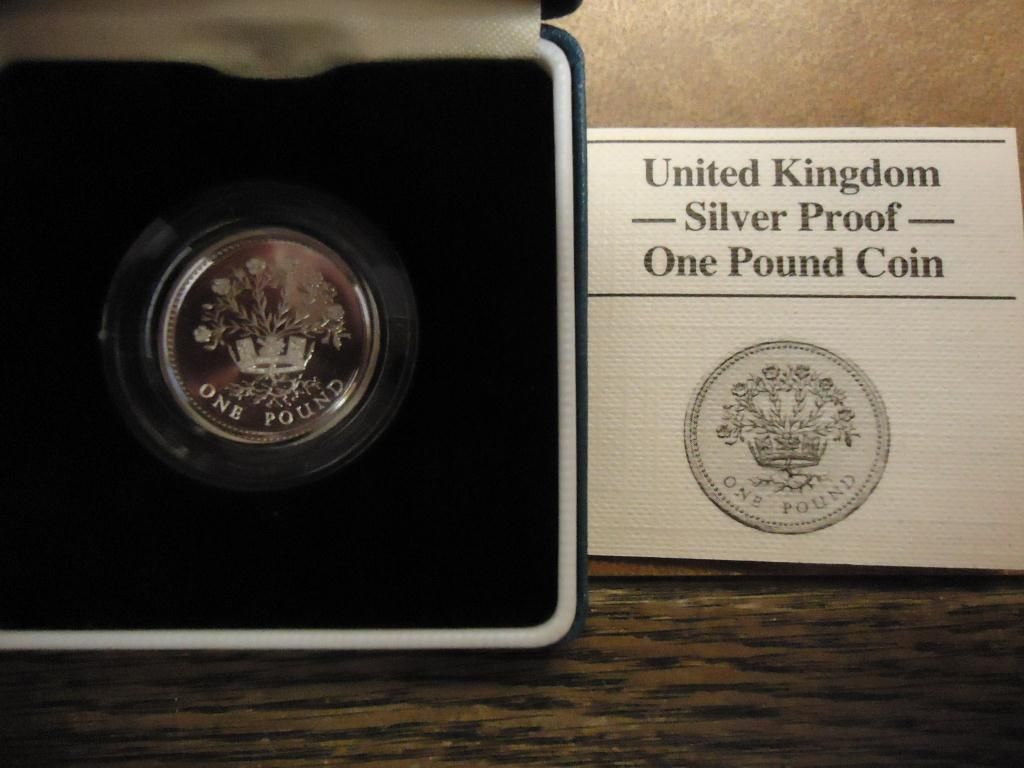 ONE POUND
United Kingdom
— Silver Proof —
One Pound Coin
ONE POUND